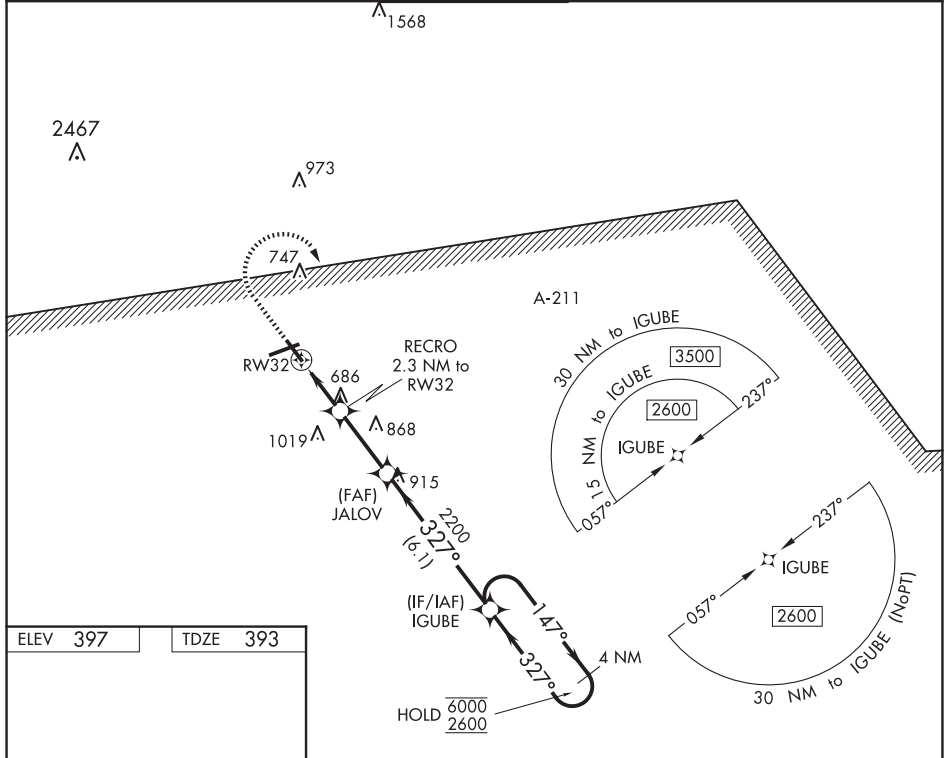 1568
2467
973
747
A-211
RW32
RECRO
2.3 NM to
RW32
686
1019
868
(FAF)
JALOV
915
2200
327°
(6.1)
(IF/IAF)
IGUBE
147°
327°
4 NM
HOLD 6000
2600
30 NM to IGUBE
3500
15 NM to IGUBE
2600
237°
IGUBE
057°
237°
IGUBE
057°
2600
30 NM to IGUBE (NoPT)
ELEV 397
TDZE 393